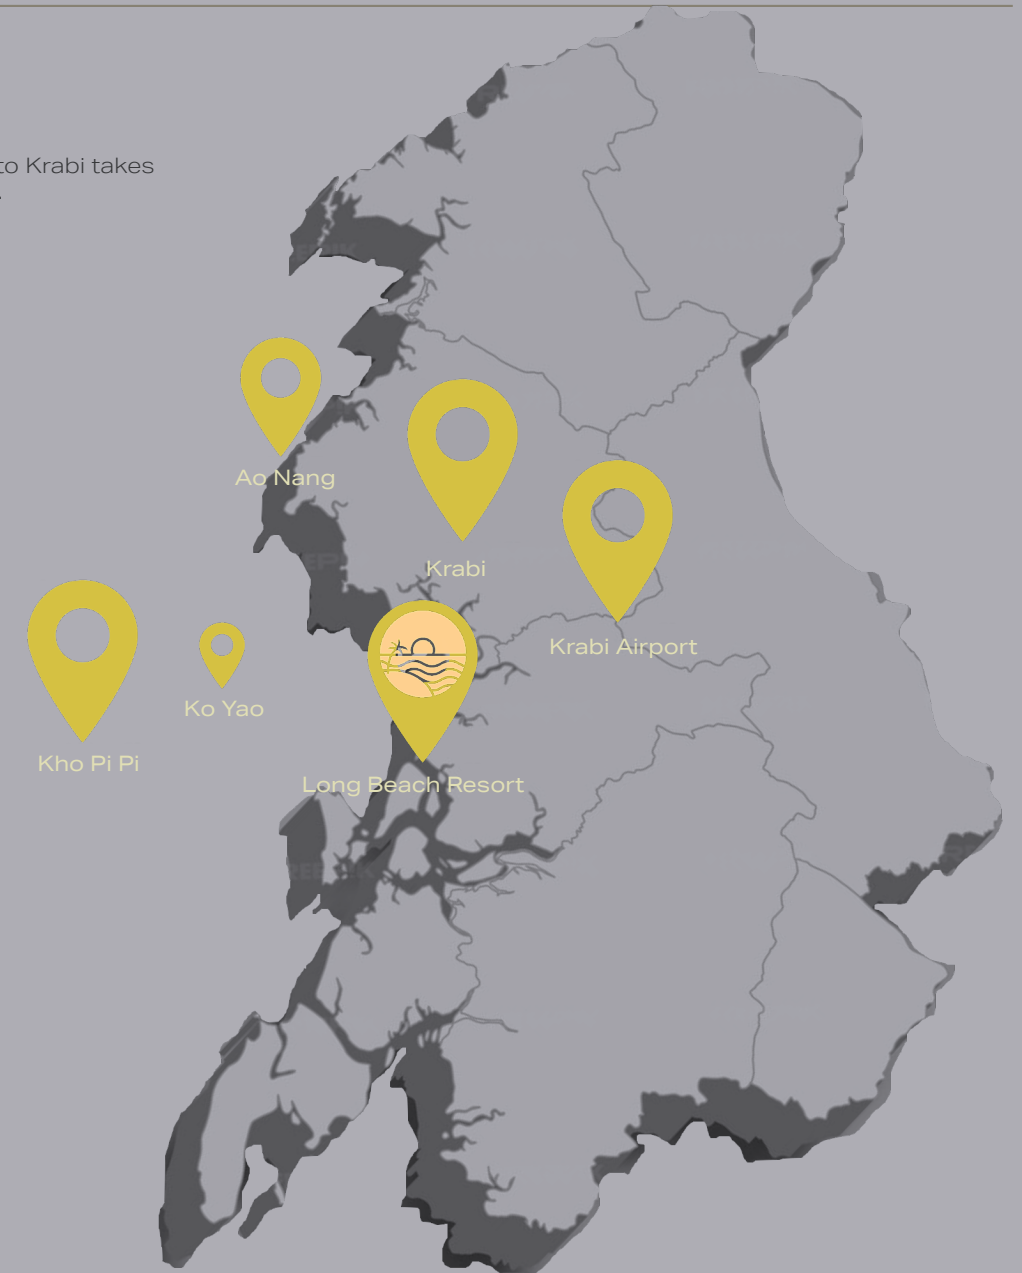 to Krabi takes
Ao Nang
Krabi
Krabi Airport
Ko Yao
Kho Pi Pi
Long Beach Resort